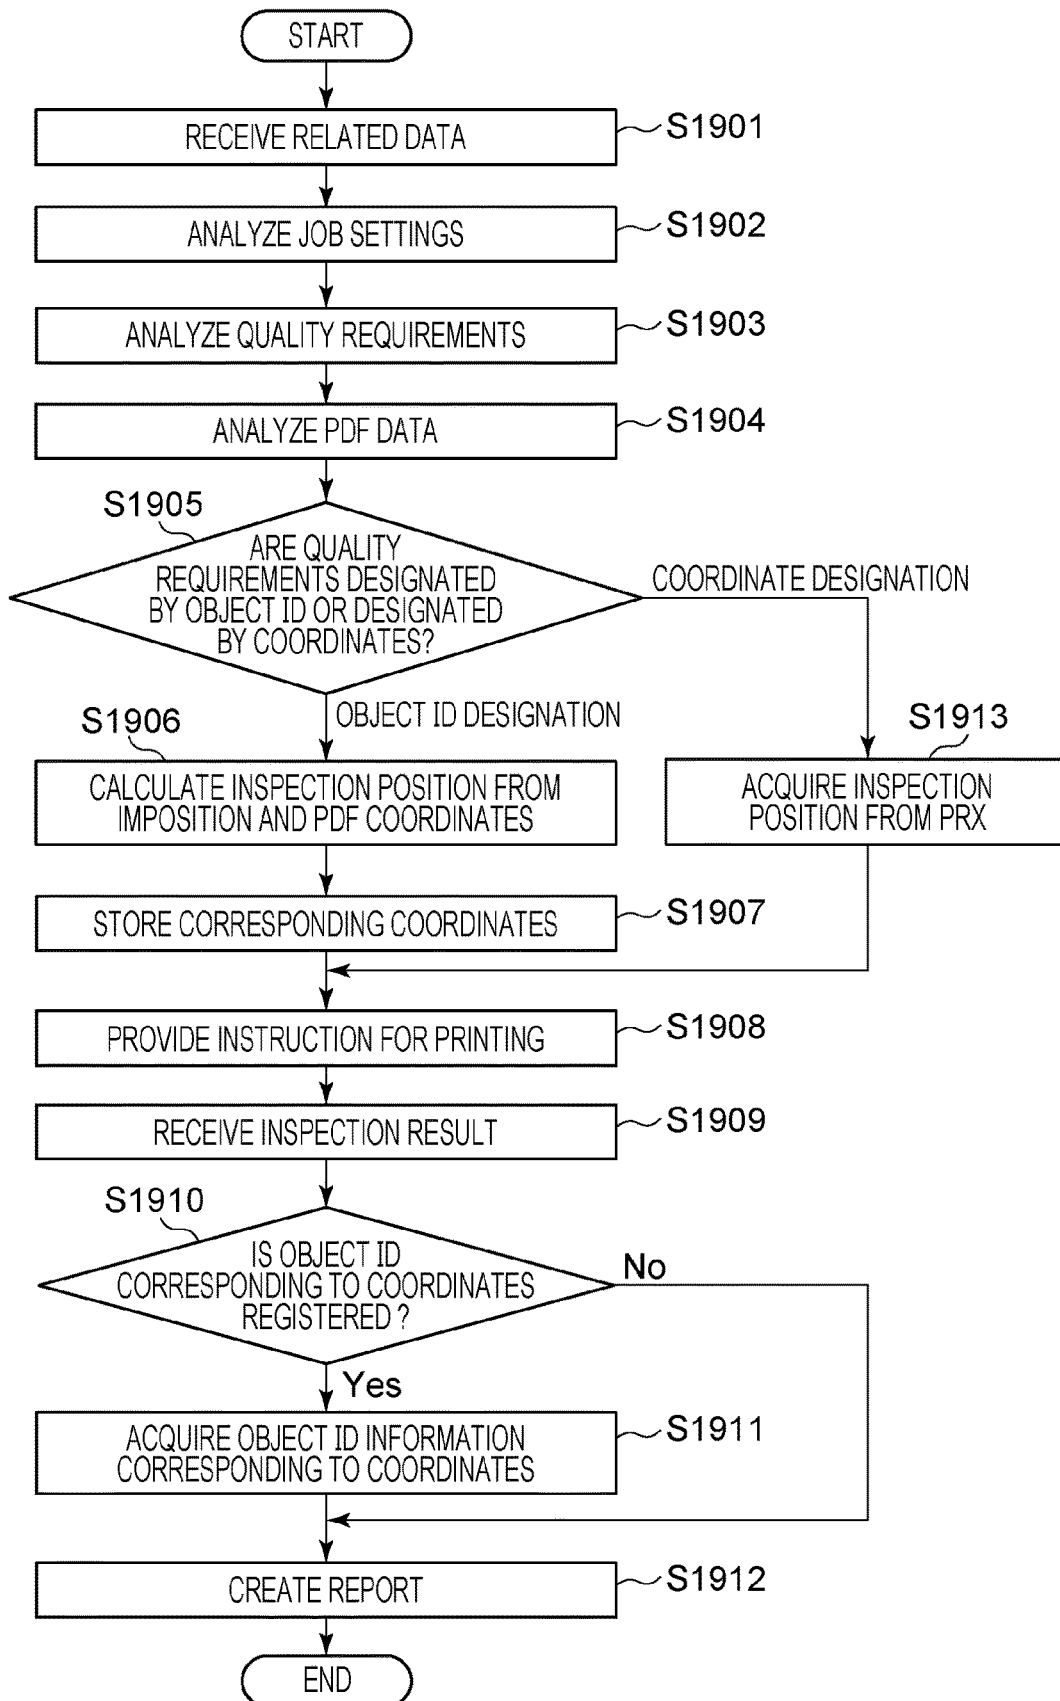 START
RECEIVE RELATED DATA
S1901
ANALYZE JOB SETTINGS
S1902
ANALYZE QUALITY REQUIREMENTS
S1903
ANALYZE PDF DATA
S1904
S1905
ARE QUALITY
REQUIREMENTS DESIGNATED
BY OBJECT ID OR DESIGNATED
BY COORDINATES?
COORDINATE DESIGNATION
OBJECT ID DESIGNATION
S1906
CALCULATE INSPECTION POSITION FROM
IMPOSITION AND PDF COORDINATES
S1913
ACQUIRE INSPECTION
POSITION FROM PRX
STORE CORRESPONDING COORDINATES
S1907
PROVIDE INSTRUCTION FOR PRINTING
S1908
RECEIVE INSPECTION RESULT
S1909
S1910
IS OBJECT ID
CORRESPONDING TO COORDINATES
REGISTERED ?
No
Yes
ACQUIRE OBJECT ID INFORMATION
CORRESPONDING TO COORDINATES
S1911
CREATE REPORT
S1912
END